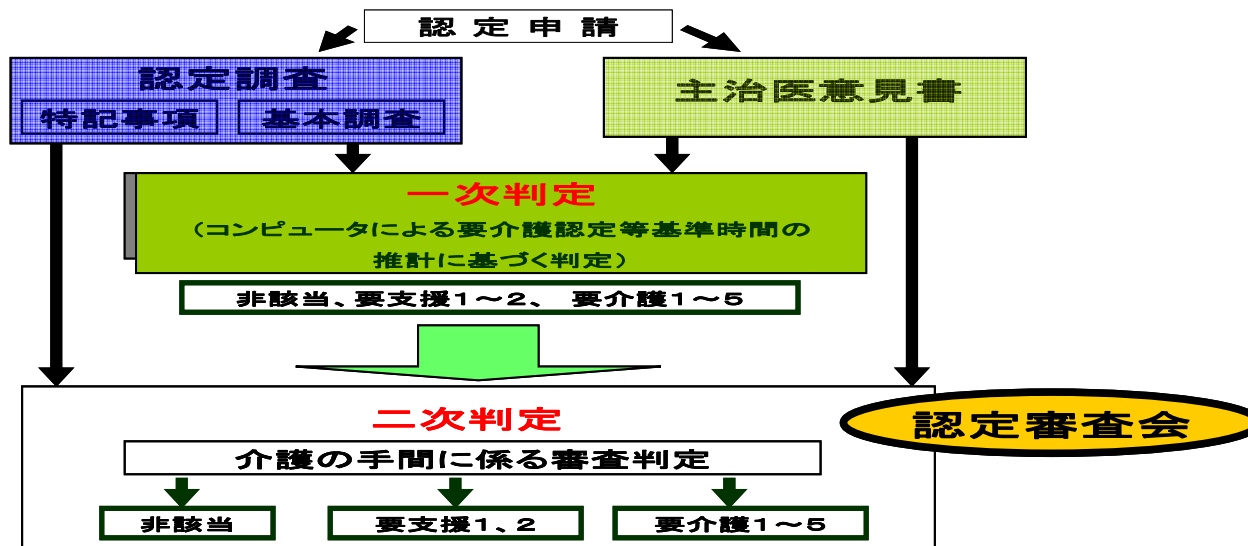 認定申請
認定調査
特記事項
基本調査
主治医意見書
一次判定
（コンピュータによる要介護認定等基準時間の
推計に基づく判定）
非該当、要支援１～２、 要介護１～５
二次判定
認定審査会
介護の手間に係る審査判定
非該当
要支援１、２
要介護１～５